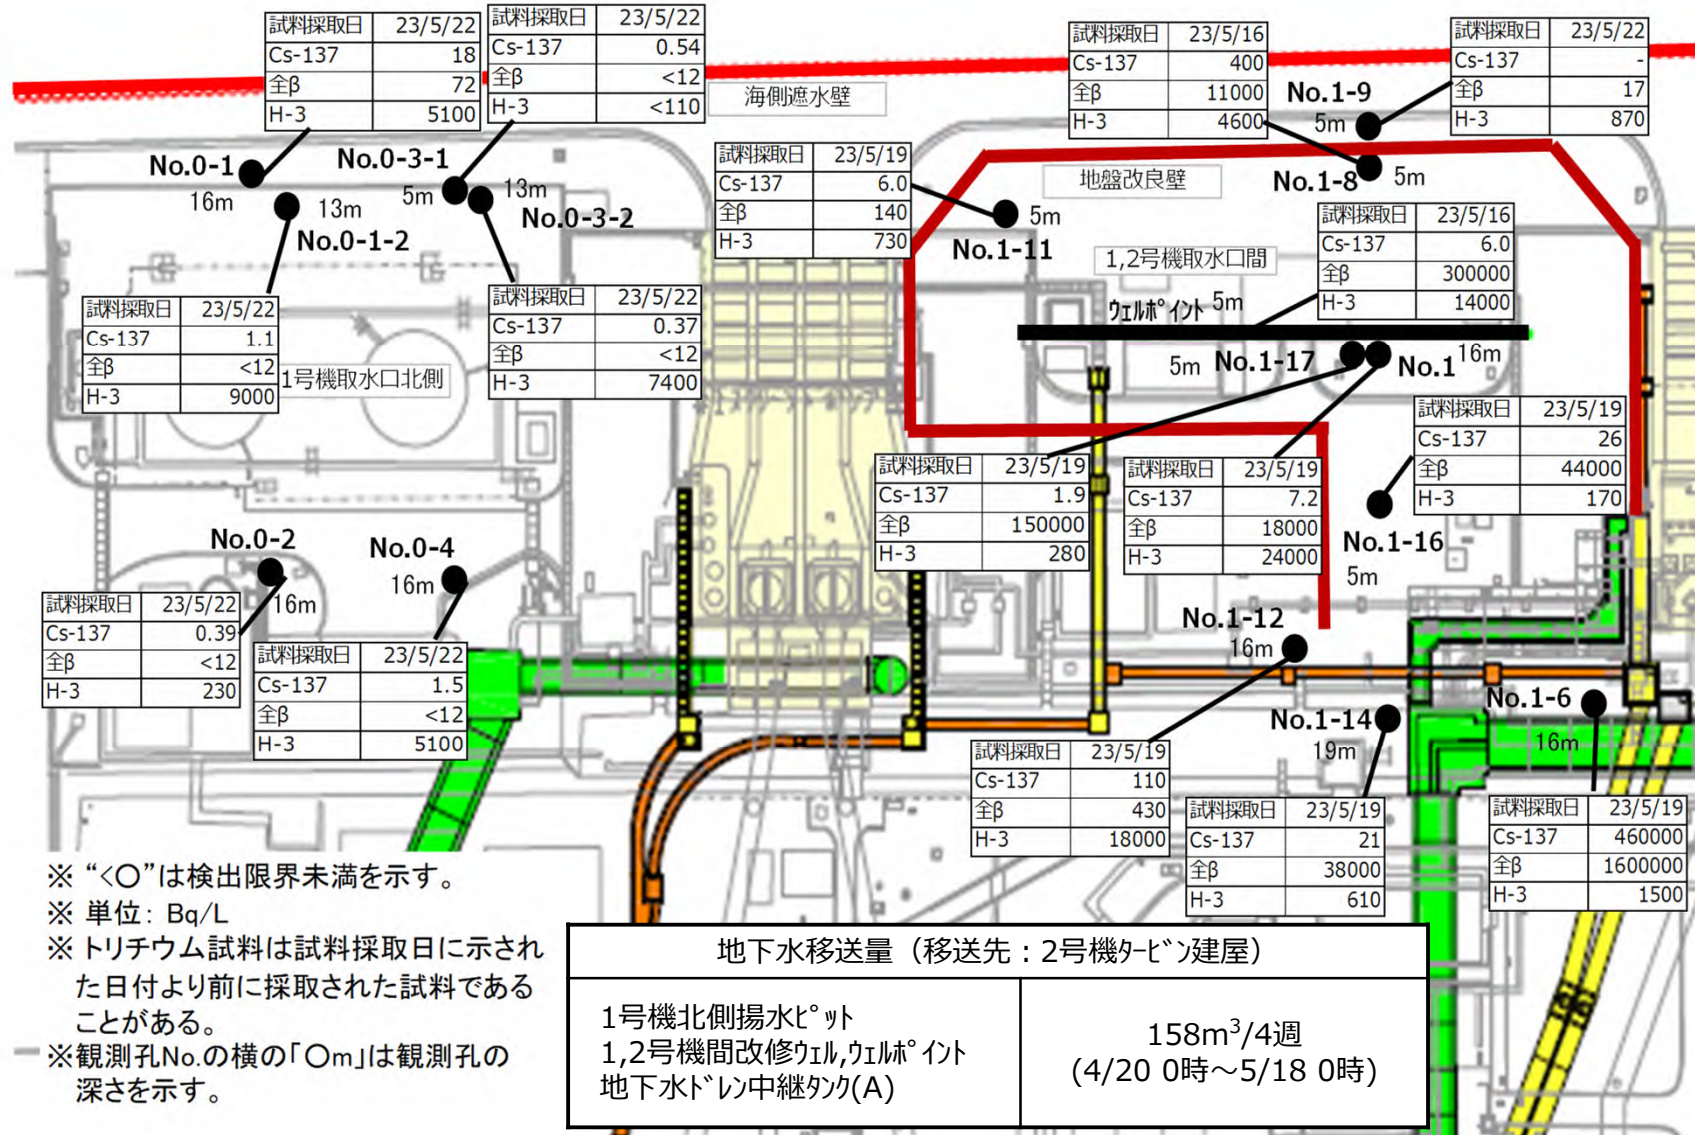 試料採取日 23/5/22
Cs-137 18
全β 72
H-3 5100
試料採取日 23/5/22
Cs-137 0.54
全β <12
H-3 <110
海側遮水壁
試料採取日 23/5/16
Cs-137 400
全β 11000
H-3 4600
試料採取日 23/5/22
Cs-137 -
全β 17
H-3 870
No.1-9
5m
No.0-1
16m
No.0-3-1
5m
13m
No.0-3-2
13m
No.0-1-2
試料採取日 23/5/19
Cs-137 6.0
全β 140
H-3 730
5m
No.1-11
地盤改良壁
No.1-8
5m
試料採取日 23/5/16
Cs-137 6.0
全β 300000
H-3 14000
1,2号機取水口間
ウェルポイント 5m
試料採取日 23/5/22
Cs-137 1.1
全β <12
H-3 9000
1号機取水口北側
試料採取日 23/5/22
Cs-137 0.37
全β <12
H-3 7400
5m No.1-17
No.1
16m
試料採取日 23/5/19
Cs-137 26
全β 44000
H-3 170
試料採取日 23/5/19
Cs-137 1.9
全β 150000
H-3 280
試料採取日 23/5/19
Cs-137 7.2
全β 18000
H-3 24000
No.1-16
5m
No.0-2
16m
No.0-4
16m
試料採取日 23/5/22
Cs-137 0.39
全β <12
H-3 230
試料採取日 23/5/22
Cs-137 1.5
全β <12
H-3 5100
No.1-12
16m
No.1-14
19m
No.1-6
16m
試料採取日 23/5/19
Cs-137 110
全β 430
H-3 18000
試料採取日 23/5/19
Cs-137 21
全β 38000
H-3 610
試料採取日 23/5/19
Cs-137 460000
全β 1600000
H-3 1500
※ “<〇”は検出限界未満を示す。
※ 単位: Bq/L
※ トリチウム試料は試料採取日に示され
た日付より前に採取された試料である
ことがある。
※観測孔No.の横の「〇m」は観測孔の
深さを示す。
地下水移送量（移送先：2号機ﾀｰﾋﾞﾝ建屋）
1号機北側揚水ﾋﾟｯﾄ
1,2号機間改修ｳｪﾙ,ｳｪﾙﾎﾟｲﾝﾄ
地下水ﾄﾞﾚﾝ中継ﾀﾝｸ(A)
158m³/4週
(4/20 0時～5/18 0時)